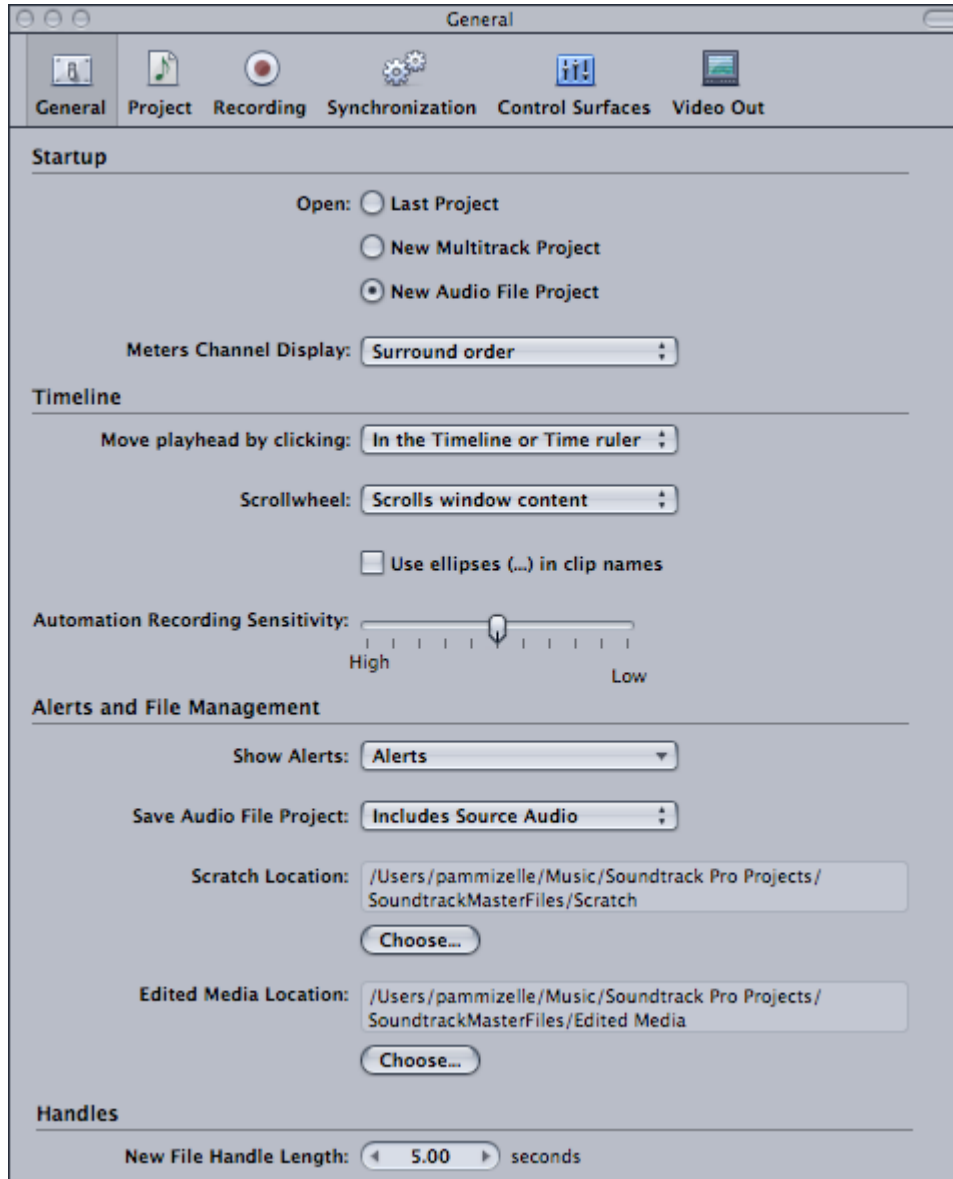 General
General Project Recording Synchronization Control Surfaces Video Out
Startup
Open: Last Project
New Multitrack Project
New Audio File Project
Meters Channel Display: Surround order
Timeline
Move playhead by clicking: In the Timeline or Time ruler
Scrollwheel: Scrolls window content
Use ellipses (...) in clip names
Automation Recording Sensitivity:
High
Low
Alerts and File Management
Show Alerts: Alerts
Save Audio File Project: Includes Source Audio
Scratch Location: /Users/pammizelle/Music/Soundtrack Pro Projects/
SoundtrackMasterFiles/Scratch
Choose...
Edited Media Location: /Users/pammizelle/Music/Soundtrack Pro Projects/
SoundtrackMasterFiles/Edited Media
Choose...
Handles
New File Handle Length: 5.00 seconds